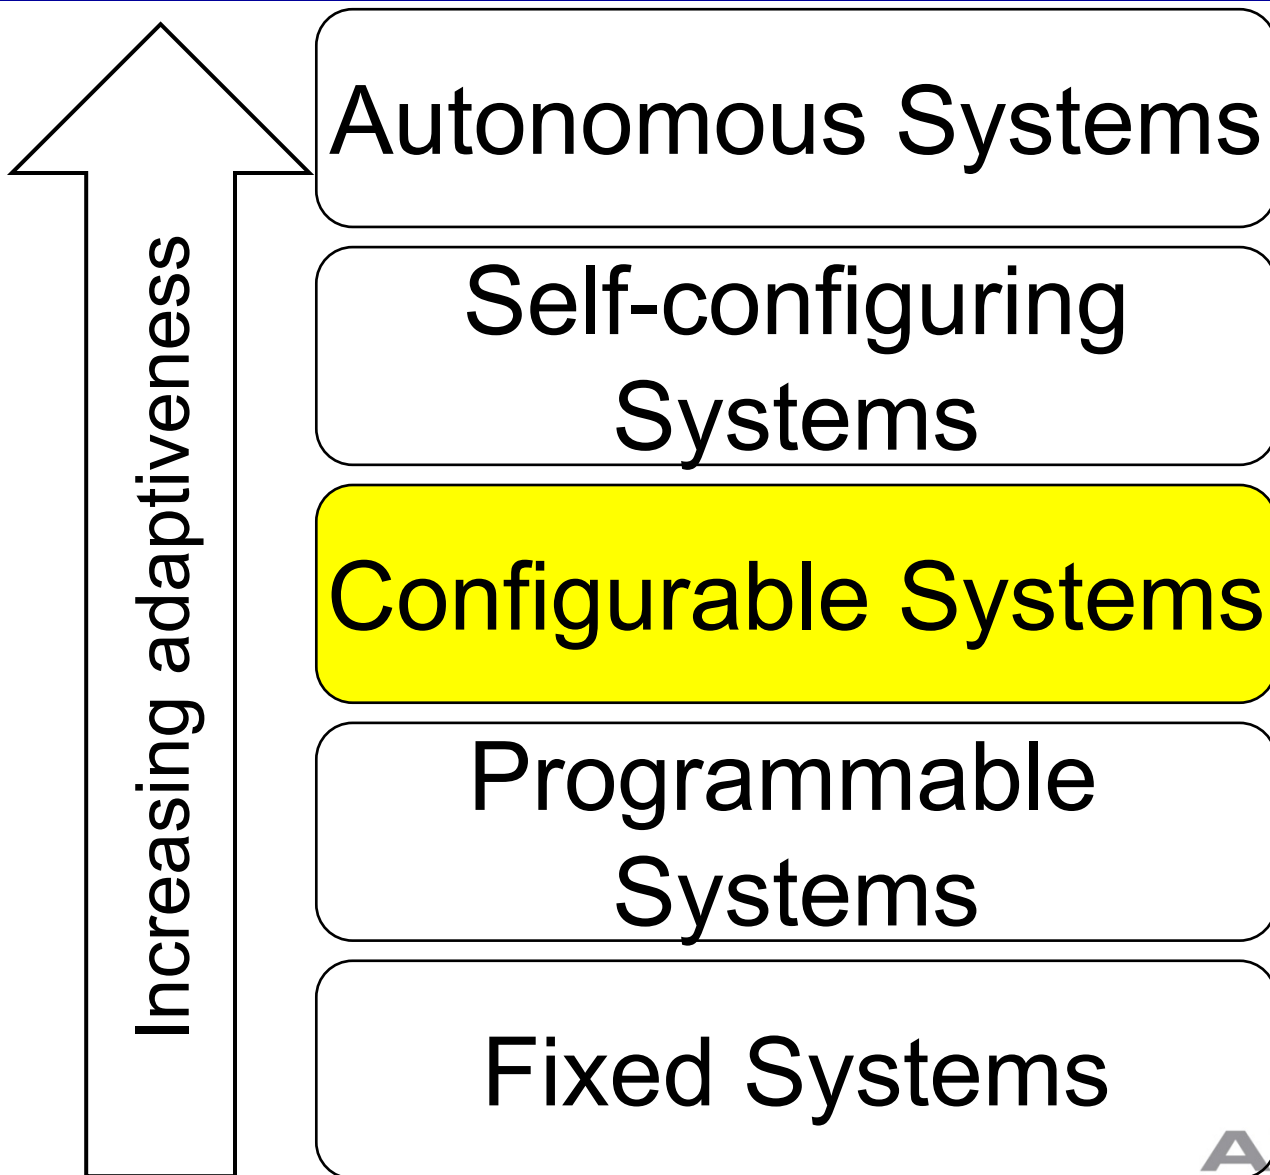 Increasing adaptiveness
Autonomous Systems
Self-configuring
Systems
Configurable Systems
Programmable
Systems
Fixed Systems
A